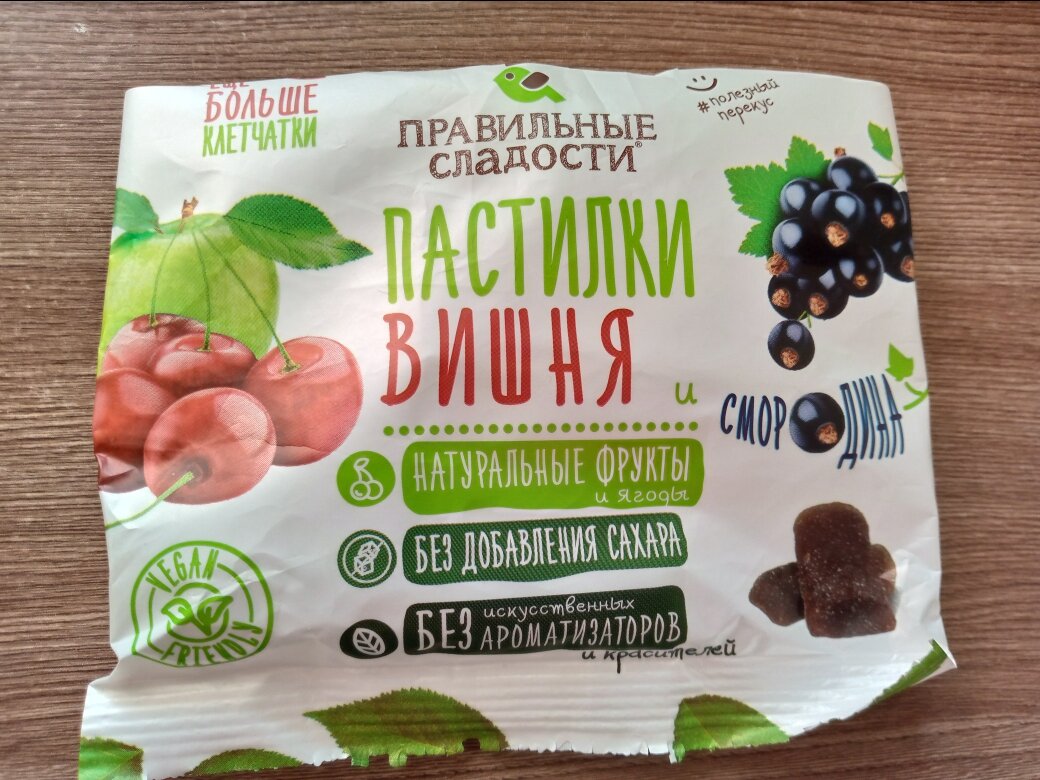 ЕЩЕ
БОЛЬШЕ
КЛЕТЧАТКИ
ПРАВИЛЬНЫЕ
СЛАДОСТИ®
#полезный
перекус
ПАСТИЛКИ
ВИШНЯ и
СМОРОДИНА
НАТУРАЛЬНЫЕ ФРУКТЫ
и ягоды
БЕЗ ДОБАВЛЕНИЯ САХАРА
БЕЗ искусственных
АРОМАТИЗАТОРОВ
и красителей
VEGAN
FRIENDLY